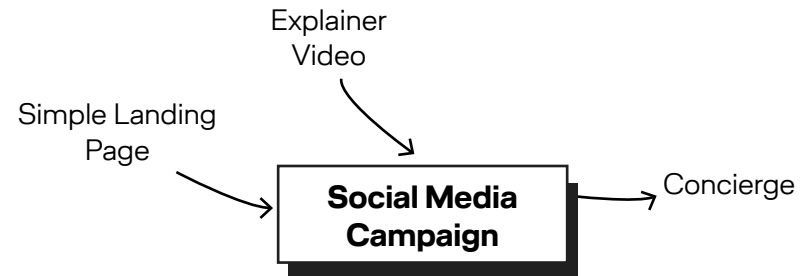 Explainer
Video
Simple Landing
Page
Social Media
Campaign
Concierge